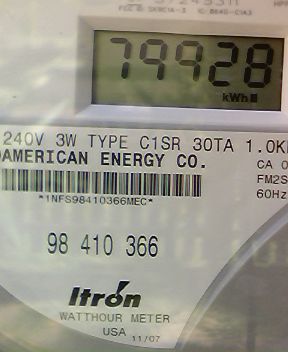 79928
kWh
240V 3W TYPE C1SR 30TA 1.0K
AMERICAN ENERGY CO.
CA 0
FM2S
60Hz
*1NFS98410366MEC*
98 410 366
Itrón
WATTHOUR METER
USA 11/07